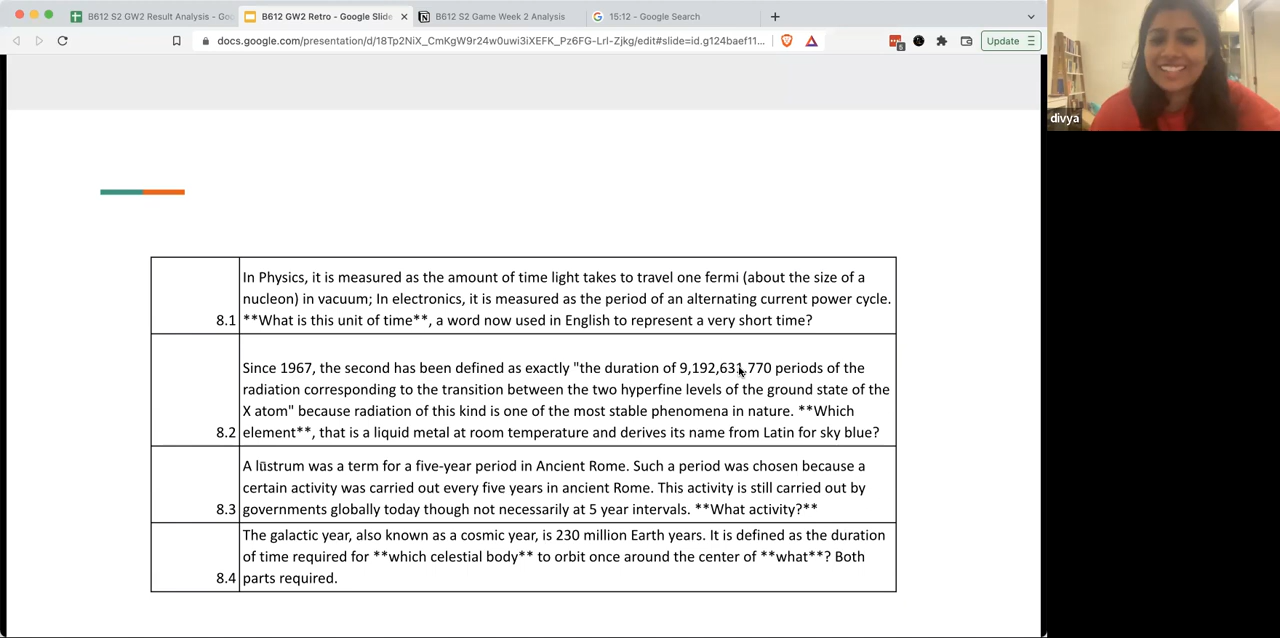 B612 S2 GW2 Result Analysis - Goo
B612 GW2 Retro - Google Slide
B612 S2 Game Week 2 Analysis
15:12 - Google Search
docs.google.com/presentation/d/18Tp2NiX_CmKgW9r24w0uwi3iXEFK_Pz6FG-LrI-Zjkg/edit#slide=id.g124baef11...
5
Update
divya
In Physics, it is measured as the amount of time light takes to travel one fermi (about the size of a
nucleon) in vacuum; In electronics, it is measured as the period of an alternating current power cycle.
8.1 **What is this unit of time**, a word now used in English to represent a very short time?
Since 1967, the second has been defined as exactly "the duration of 9,192,631,770 periods of the
radiation corresponding to the transition between the two hyperfine levels of the ground state of the
X atom" because radiation of this kind is one of the most stable phenomena in nature. **Which
8.2 element**, that is a liquid metal at room temperature and derives its name from Latin for sky blue?
A lūstrum was a term for a five-year period in Ancient Rome. Such a period was chosen because a
certain activity was carried out every five years in ancient Rome. This activity is still carried out by
8.3 governments globally today though not necessarily at 5 year intervals. **What activity?**
The galactic year, also known as a cosmic year, is 230 million Earth years. It is defined as the duration
of time required for **which celestial body** to orbit once around the center of **what**? Both
8.4 parts required.